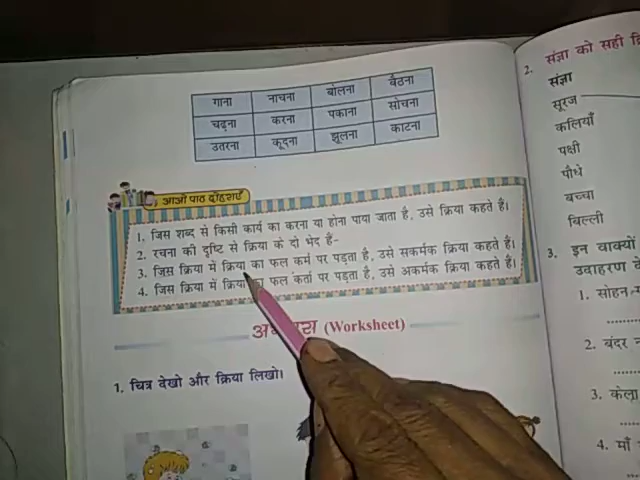 गाना नाचना बोलना बैठना
चढ़ना करना पकाना सोचना
उतरना कूदना झूलना काटना
आओ पाठ दोहराएँ
1. जिस शब्द से किसी कार्य का करना या होना पाया जाता है, उसे क्रिया कहते हैं।
2. रचना की दृष्टि से क्रिया के दो भेद हैं–
3. जिस क्रिया में क्रिया का फल कर्म पर पड़ता है, उसे सकर्मक क्रिया कहते हैं।
4. जिस क्रिया में क्रिया फल कर्ता पर पड़ता है, उसे अकर्मक क्रिया कहते हैं।
(Worksheet)
1. चित्र देखो और क्रिया लिखो।
2. संज्ञा को सही
संज्ञा
सूरज
कलियाँ
पक्षी
पौधे
बच्चा
बिल्ली
3. इन वाक्यों
उदाहरण
1. सोहन
2. बंदर
3. केला
4. माँ